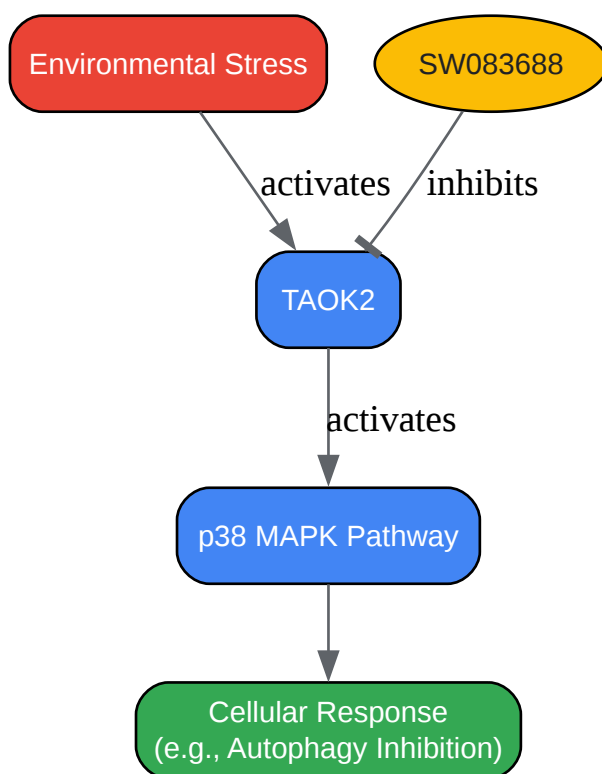 Environmental Stress
SW083688
activates
inhibits
TAOK2
activates
p38 MAPK Pathway
Cellular Response
(e.g., Autophagy Inhibition)